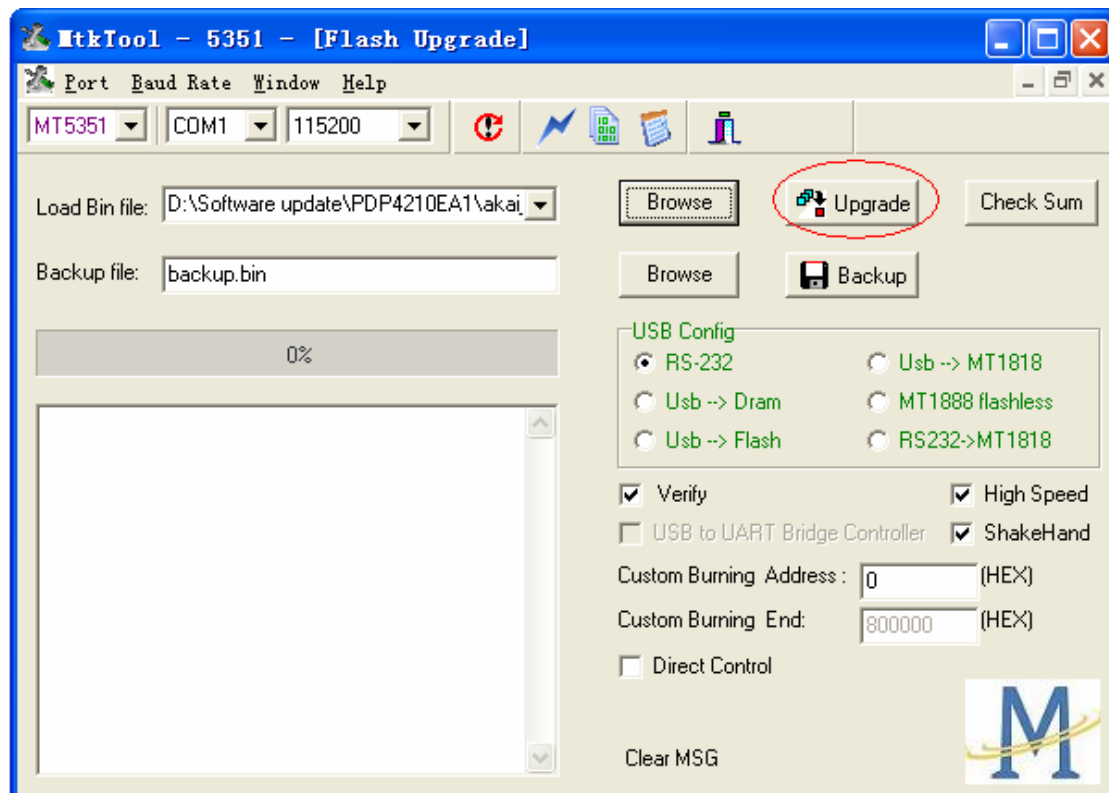 MtkTool - 5351 - [Flash Upgrade]
Port Baud Rate Window Help
MT5351 COM1 115200
Load Bin file: D:\Software update\PDP4210EA1\akai_ Browse Upgrade Check Sum
Backup file: backup.bin Browse Backup
0%
USB Config
RS-232 Usb --> MT1818
Usb --> Dram MT1888 flashless
Usb --> Flash RS232->MT1818
Verify High Speed
USB to UART Bridge Controller ShakeHand
Custom Burning Address : 0 (HEX)
Custom Burning End: 800000 (HEX)
Direct Control
Clear MSG
M